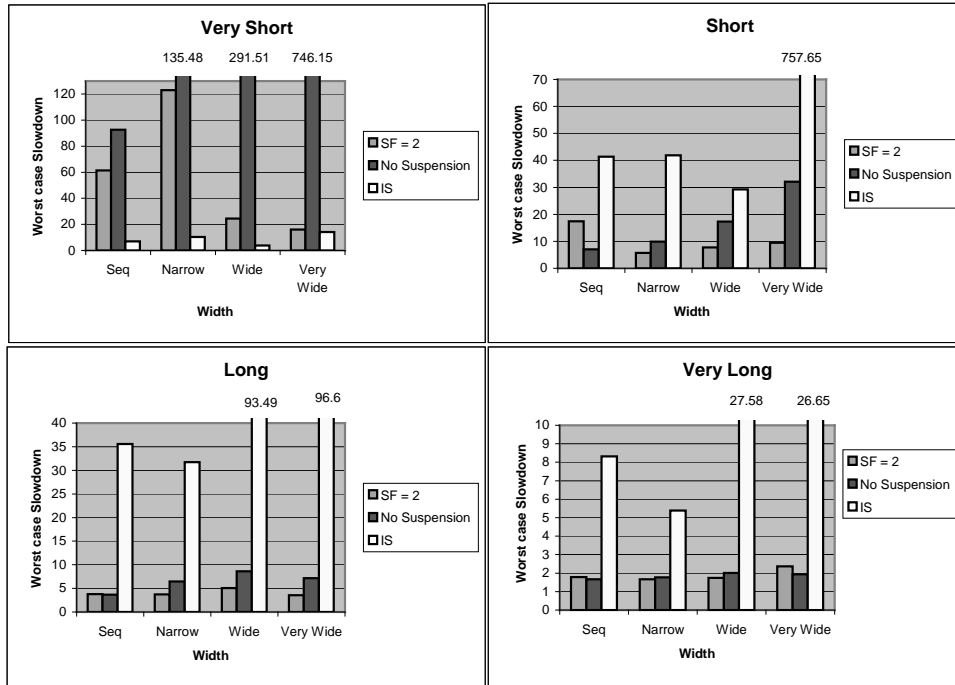 Very Short
135.48 291.51 746.15
120
100
80
60
40
20
0
Worst case Slowdown
Seq Narrow Wide Very Wide
Width
SF = 2
No Suspension
IS
Short
757.65
70
60
50
40
30
20
10
0
Worst case Slowdown
Seq Narrow Wide Very Wide
Width
SF = 2
No Suspension
IS
Long
93.49 96.6
40
35
30
25
20
15
10
5
0
Worst case Slowdown
Seq Narrow Wide Very Wide
Width
SF = 2
No Suspension
IS
Very Long
27.58 26.65
10
9
8
7
6
5
4
3
2
1
0
Worst case Slowdown
Seq Narrow Wide Very Wide
Width
SF = 2
No Suspension
IS